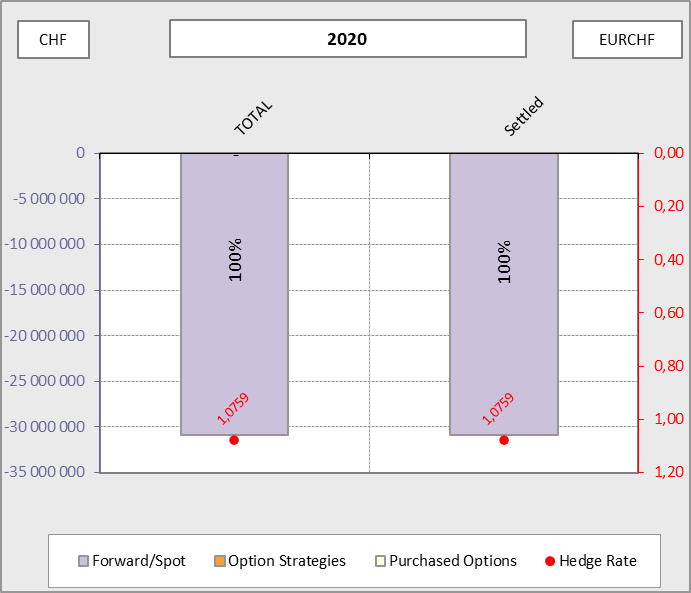 CHF
2020
EURCHF
TOTAL
Settled
0
-5 000 000
-10 000 000
-15 000 000
-20 000 000
-25 000 000
-30 000 000
-35 000 000
-
100%
100%
1,0759
1,0759
0,00
0,20
0,40
0,60
0,80
1,00
1,20
Forward/Spot
Option Strategies
Purchased Options
Hedge Rate